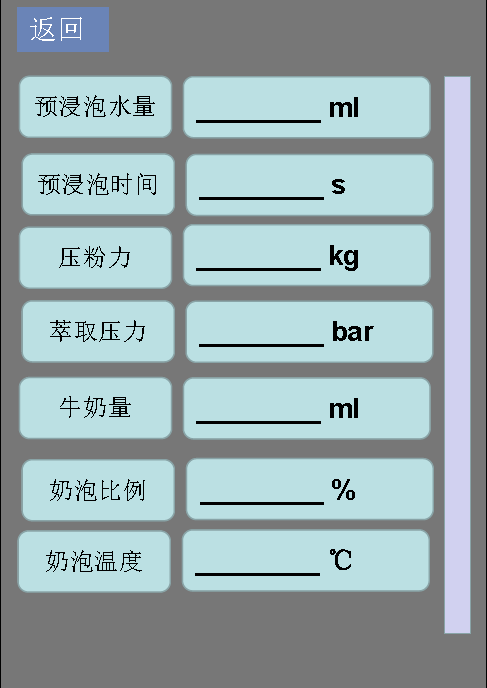 返回
预浸泡水量 ________ ml
预浸泡时间 ________ s
压粉力 ________ kg
萃取压力 ________ bar
牛奶量 ________ ml
奶泡比例 ________ %
奶泡温度 ________ ℃